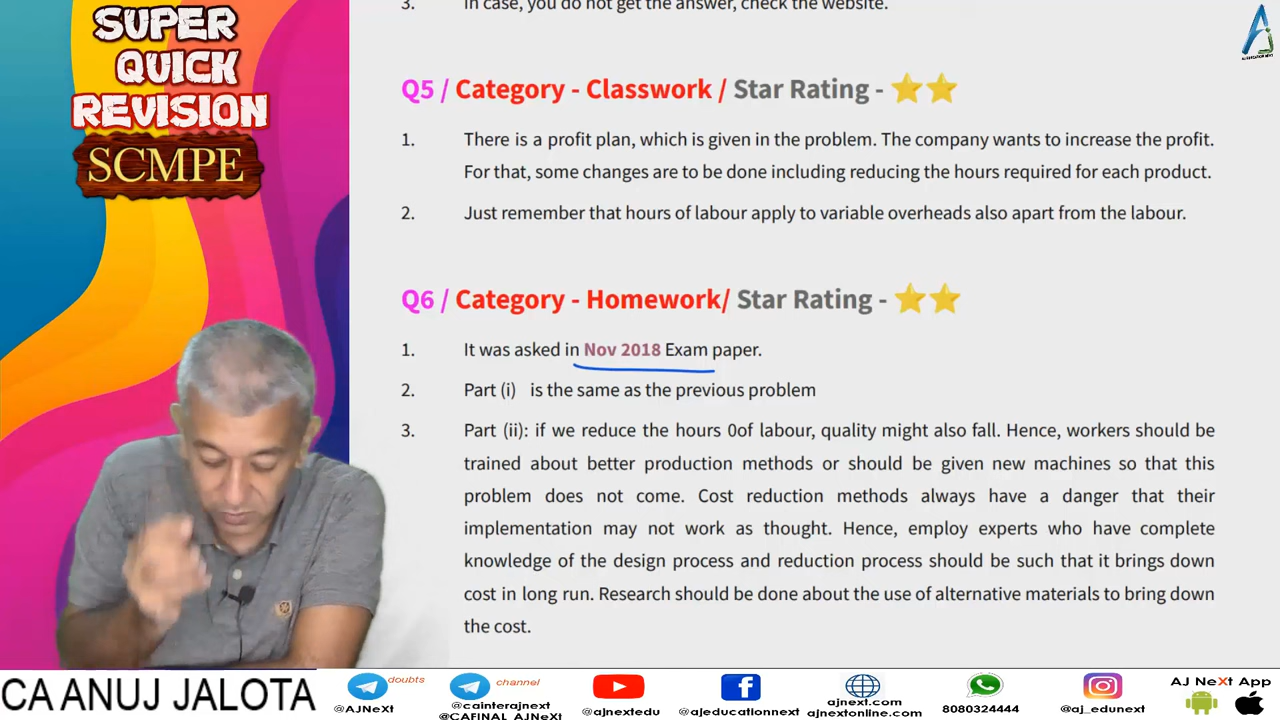 SUPER
QUICK
REVISION
SCMPE
3. In case, you do not get the answer, check the website.
AJ
Q5 / Category - Classwork / Star Rating - ⭐⭐
1. There is a profit plan, which is given in the problem. The company wants to increase the profit.
For that, some changes are to be done including reducing the hours required for each product.
2. Just remember that hours of labour apply to variable overheads also apart from the labour.
Q6 / Category - Homework/ Star Rating - ⭐⭐
1. It was asked in Nov 2018 Exam paper.
2. Part (i) is the same as the previous problem
3. Part (ii): if we reduce the hours 0of labour, quality might also fall. Hence, workers should be
trained about better production methods or should be given new machines so that this
problem does not come. Cost reduction methods always have a danger that their
implementation may not work as thought. Hence, employ experts who have complete
knowledge of the design process and reduction process should be such that it brings down
cost in long run. Research should be done about the use of alternative materials to bring down
the cost.
CA ANUJ JALOTA
doubts
@AJNeXt
channel
@cainterajnext
@CAFINAL_AJNeXt
@ajnextedu
@ajeducationnext
ajnext.com
ajnextonline.com
8080324444
@aj_edunext
AJ NeXt App